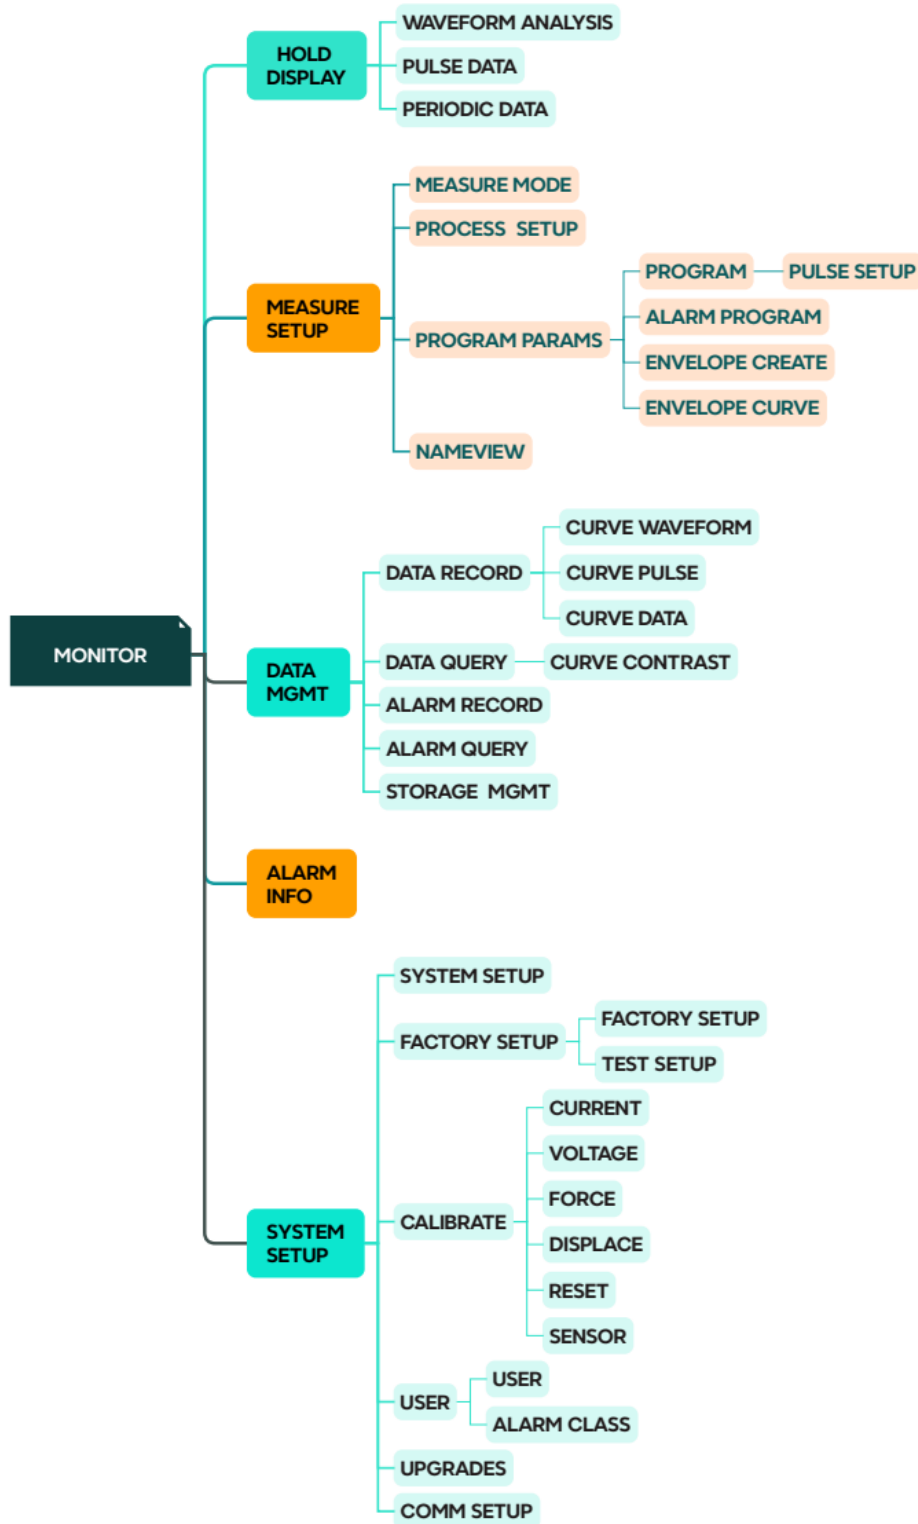 MONITOR
HOLD
DISPLAY
WAVEFORM ANALYSIS
PULSE DATA
PERIODIC DATA
MEASURE
SETUP
MEASURE MODE
PROCESS SETUP
PROGRAM PARAMS
PROGRAM
PULSE SETUP
ALARM PROGRAM
ENVELOPE CREATE
ENVELOPE CURVE
NAMEVIEW
DATA
MGMT
DATA RECORD
CURVE WAVEFORM
CURVE PULSE
CURVE DATA
DATA QUERY
CURVE CONTRAST
ALARM RECORD
ALARM QUERY
STORAGE MGMT
ALARM
INFO
SYSTEM
SETUP
SYSTEM SETUP
FACTORY SETUP
FACTORY SETUP
TEST SETUP
CALIBRATE
CURRENT
VOLTAGE
FORCE
DISPLACE
RESET
SENSOR
USER
USER
ALARM CLASS
UPGRADES
COMM SETUP